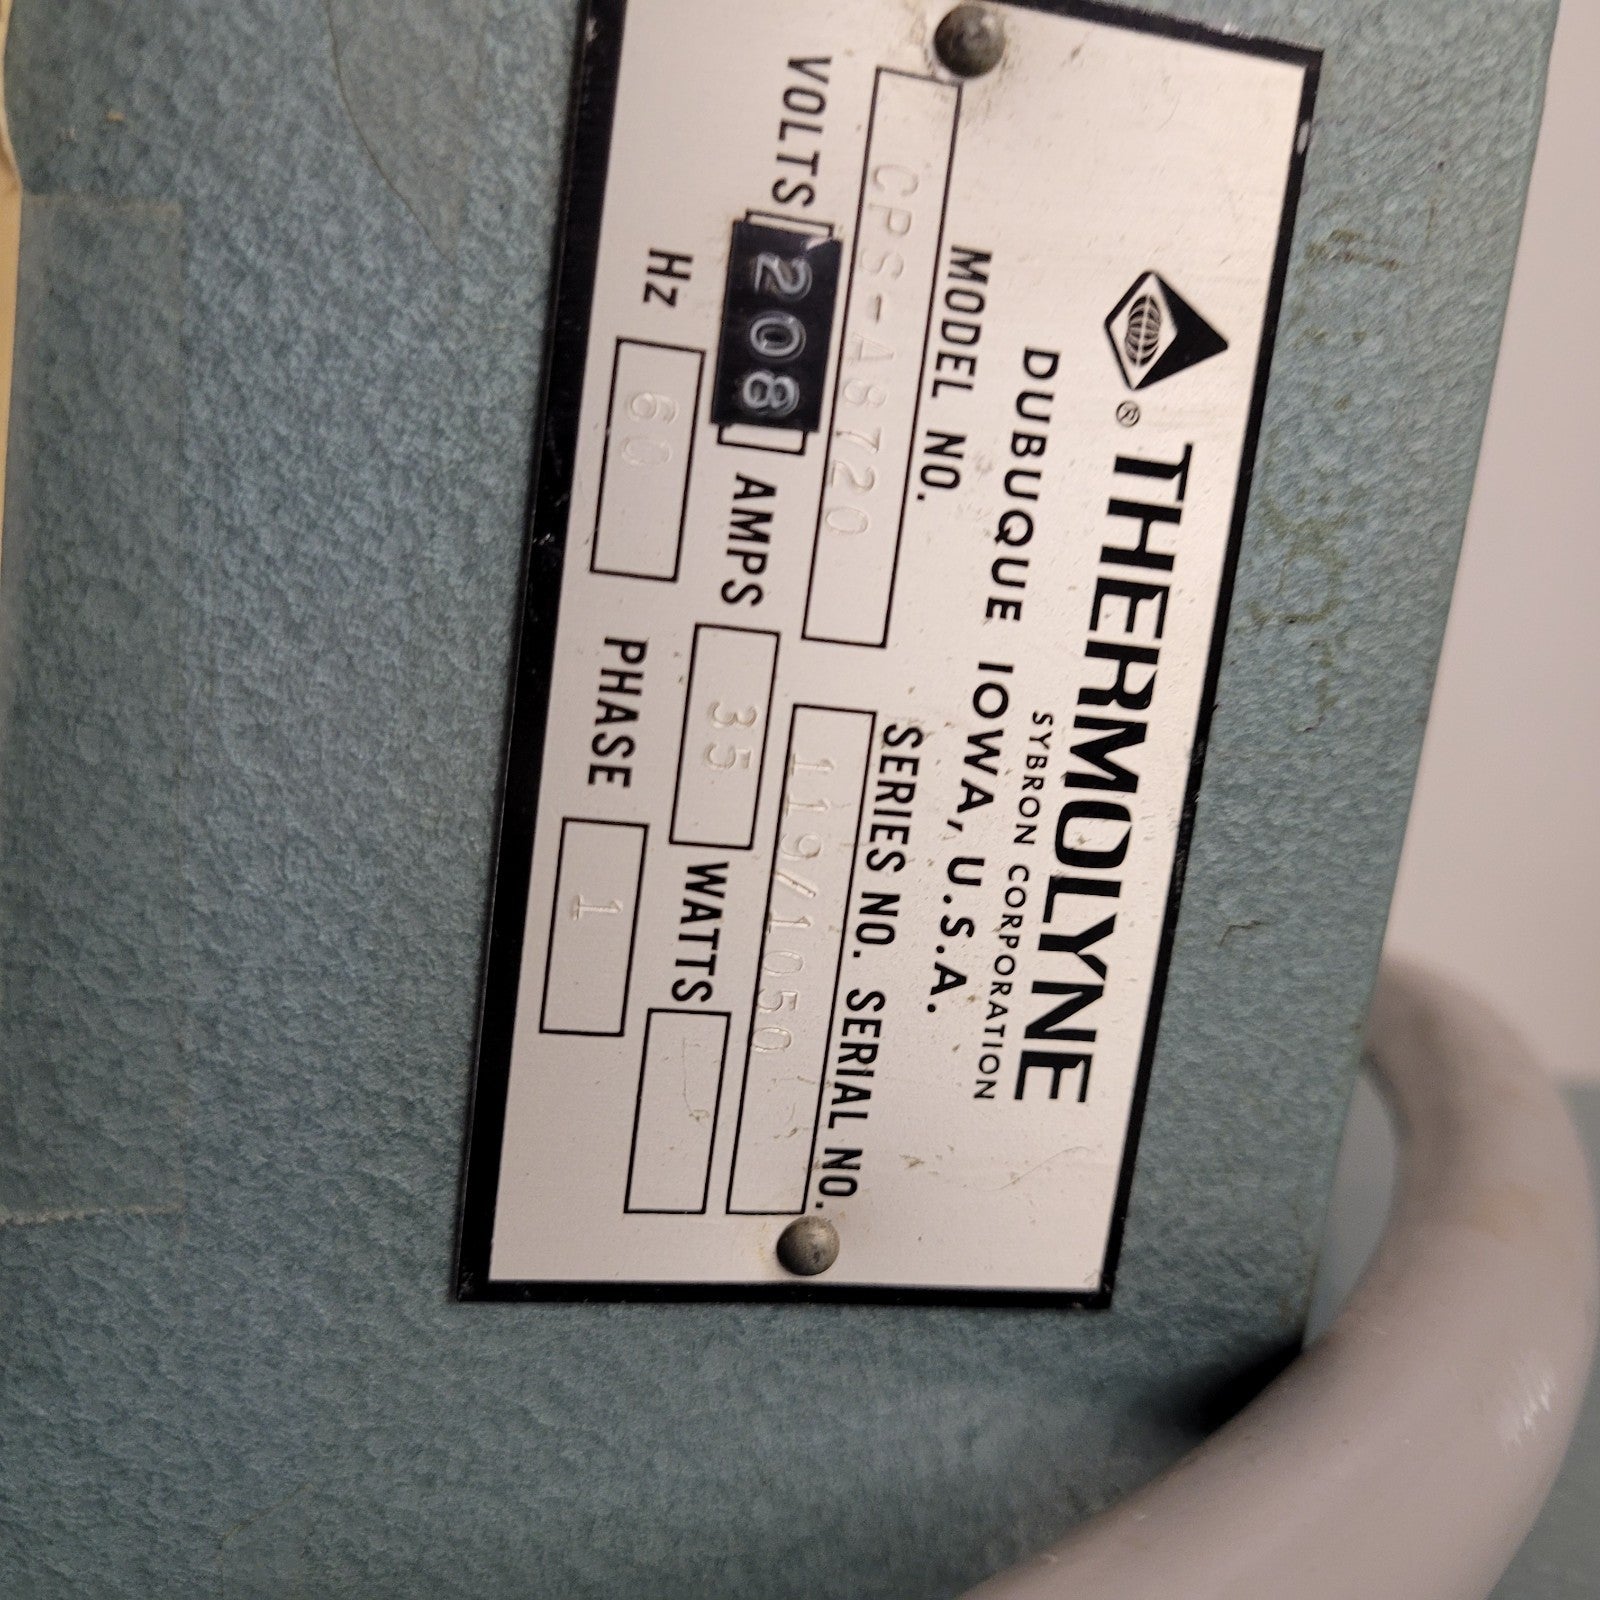 ® THERMOLYNE
SYBRON CORPORATION
DUBUQUE IOWA, U.S.A.
MODEL NO. SERIES NO. SERIAL NO.
CPS-A8720 119/1050
VOLTS 208 AMPS 35 WATTS
Hz 60 PHASE 1